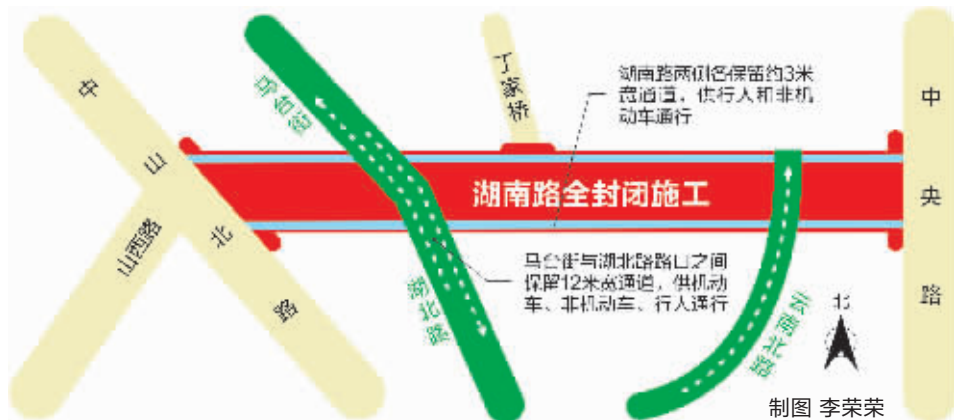 中山北路
马台街
丁家桥
湖南路两侧各保留约3米
宽通道，供行人和非机
动车通行
中央路
湖南路全封闭施工
山西路
马台街与湖北路路口之间
保留12米宽通道，供机动
车、非机动车、行人通行
湖北路
云南北路
北
制图 李荣荣